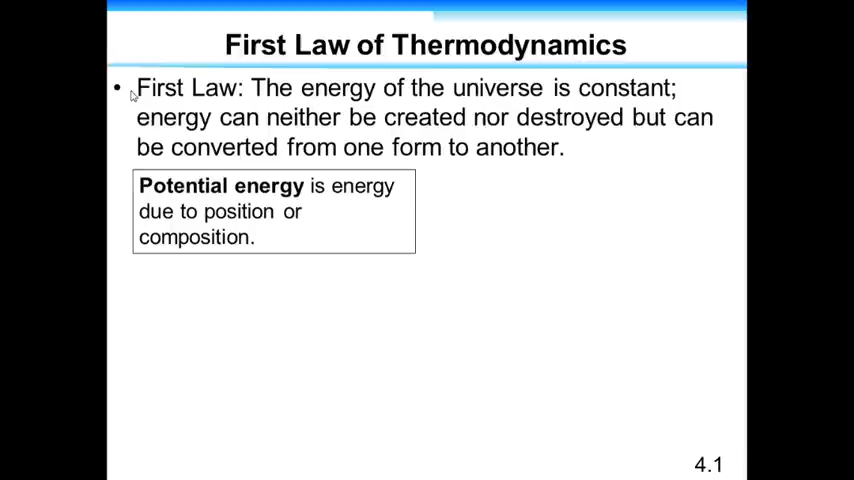 First Law of Thermodynamics
• First Law: The energy of the universe is constant;
energy can neither be created nor destroyed but can
be converted from one form to another.
Potential energy is energy
due to position or
composition.
4.1